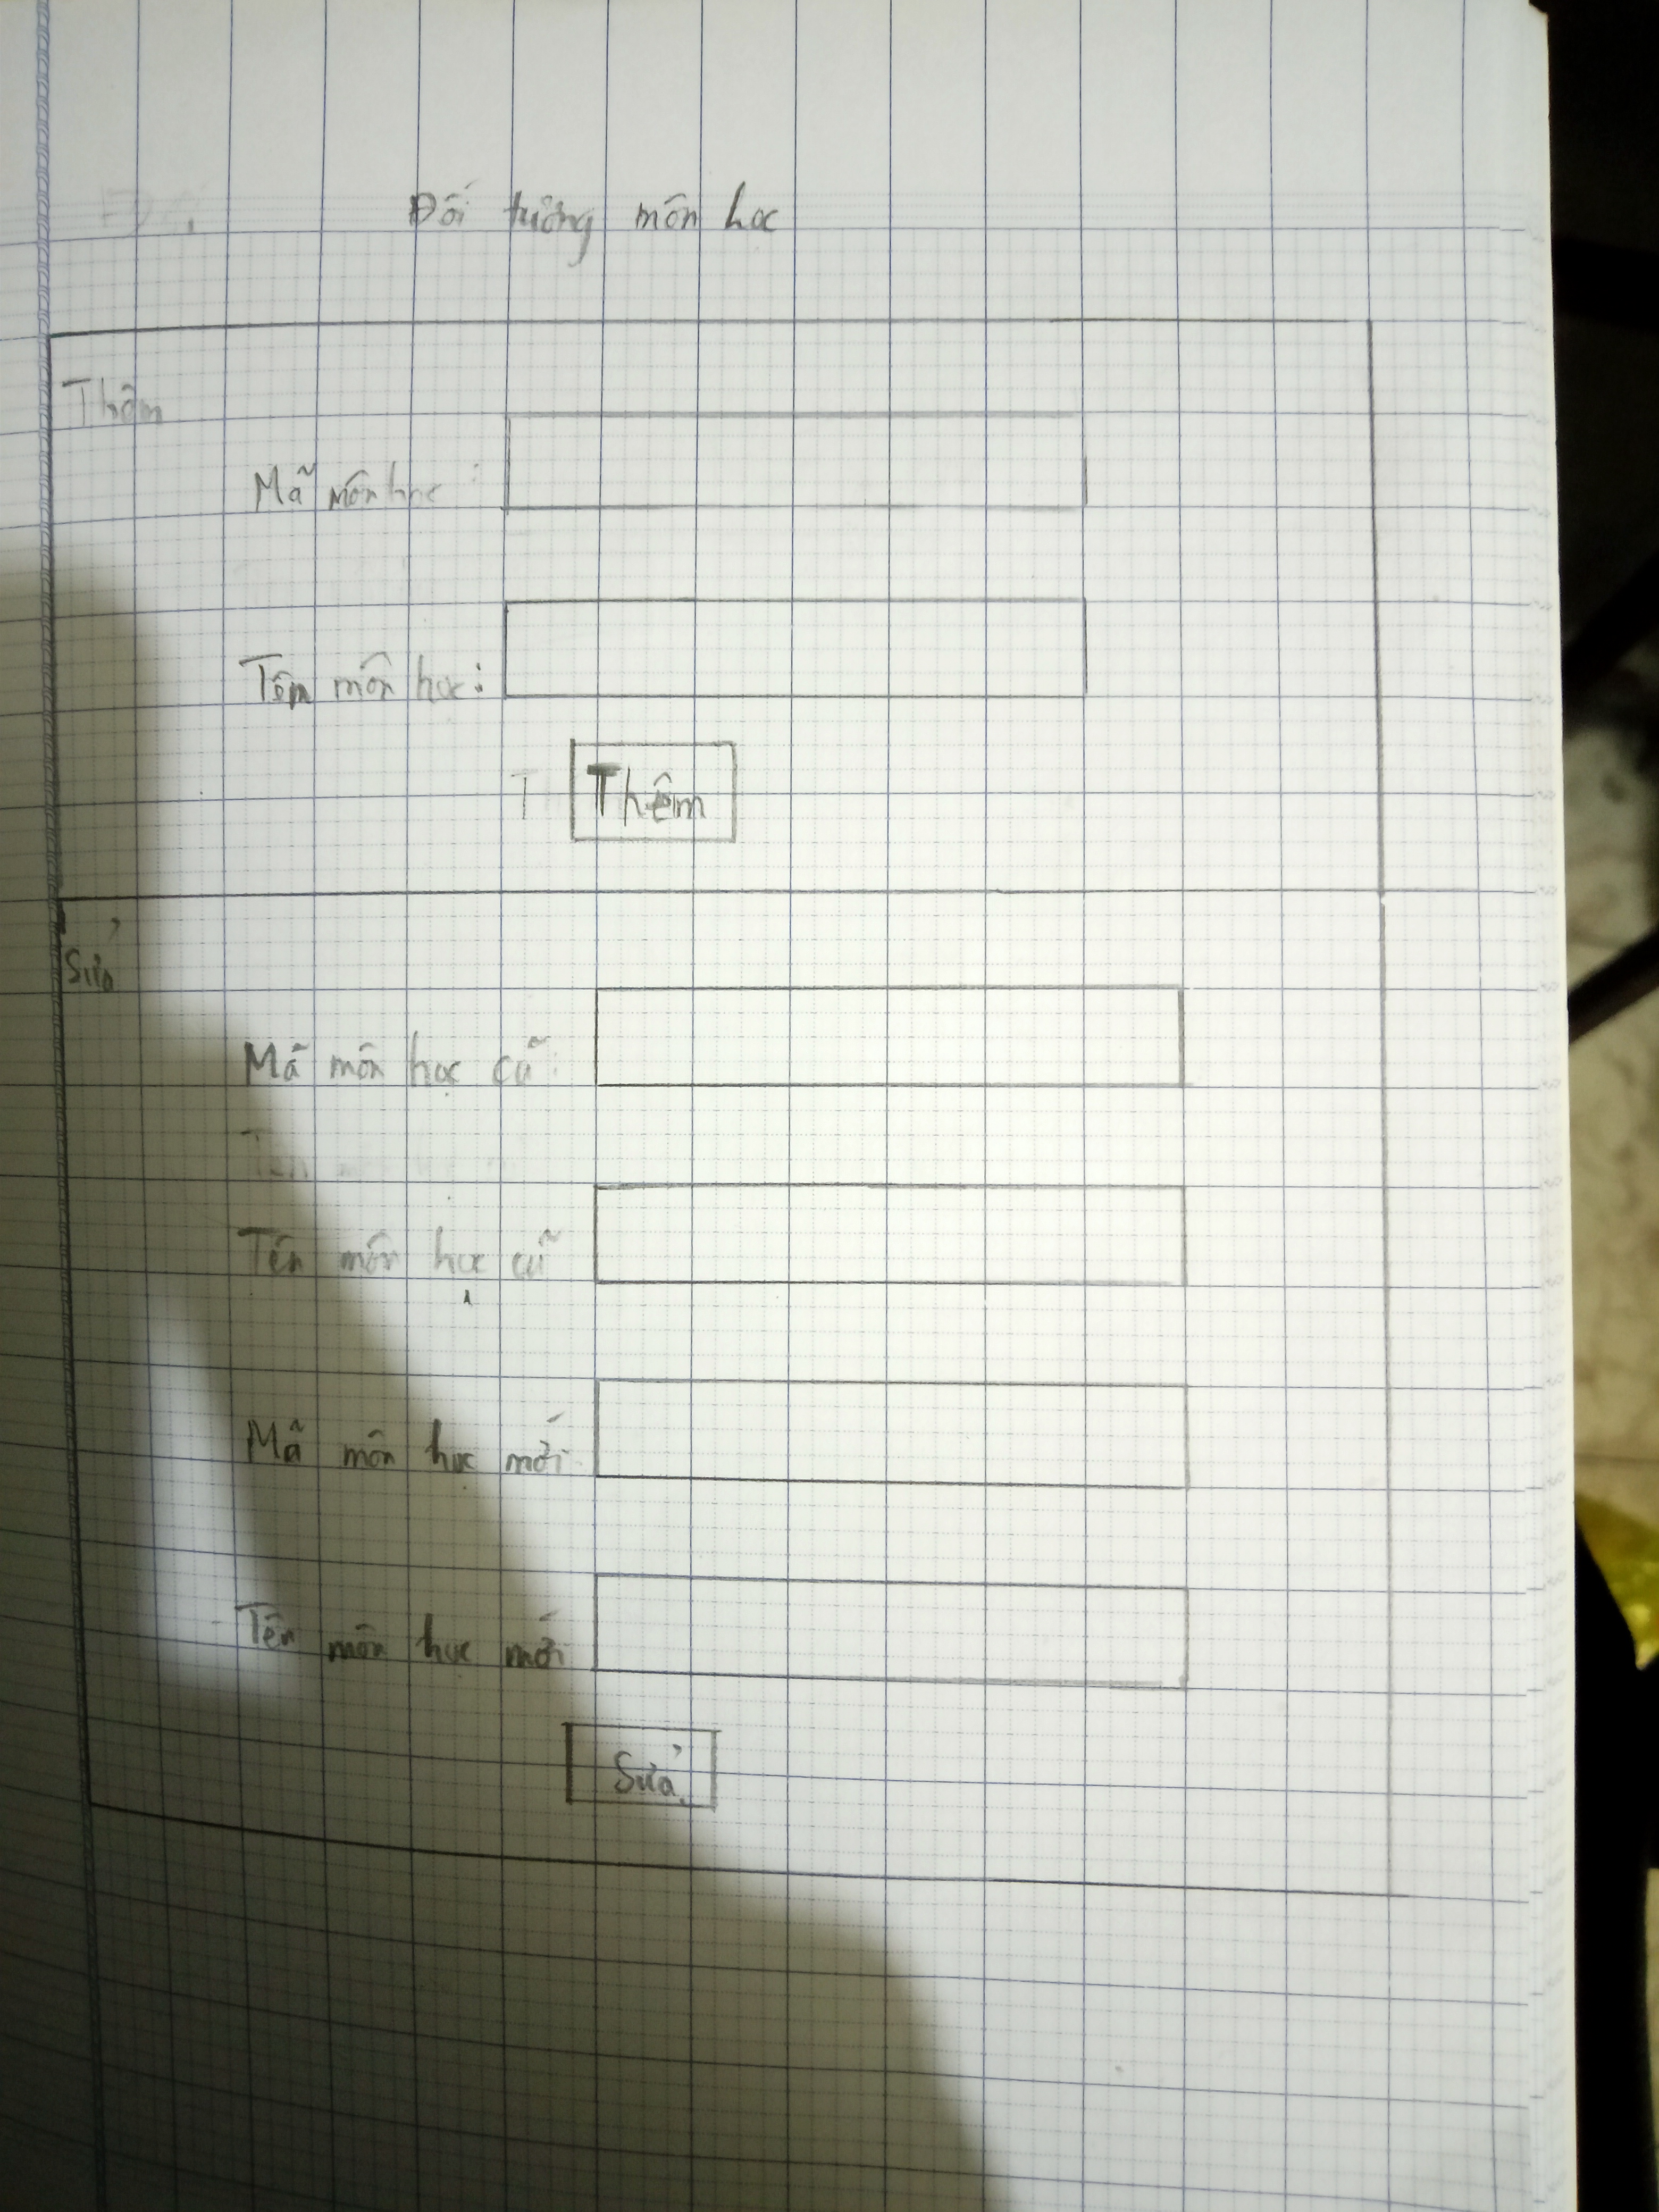 Đối tương môn học
Thêm
Mã môn học :
Tên môn học :
T Thêm
Sửa
Mã môn học cũ :
Tên môn học cũ
Mã môn học mới
Tên môn học mới
Sửa